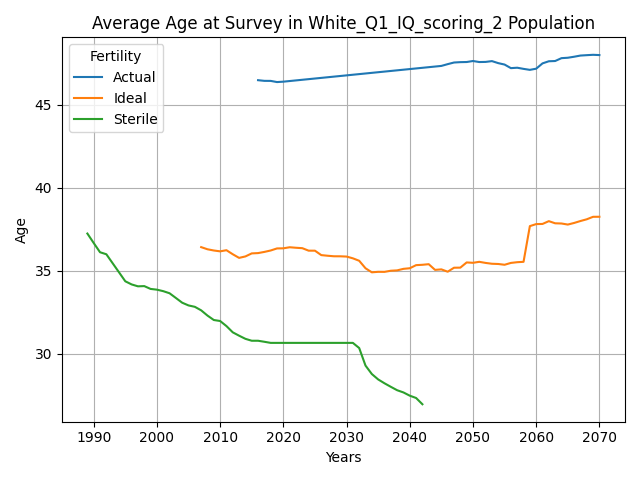 Average Age at Survey in White_Q1_IQ_scoring_2 Population
Fertility
Actual
Ideal
Sterile
Age
45
40
35
30
1990 2000 2010 2020 2030 2040 2050 2060 2070
Years